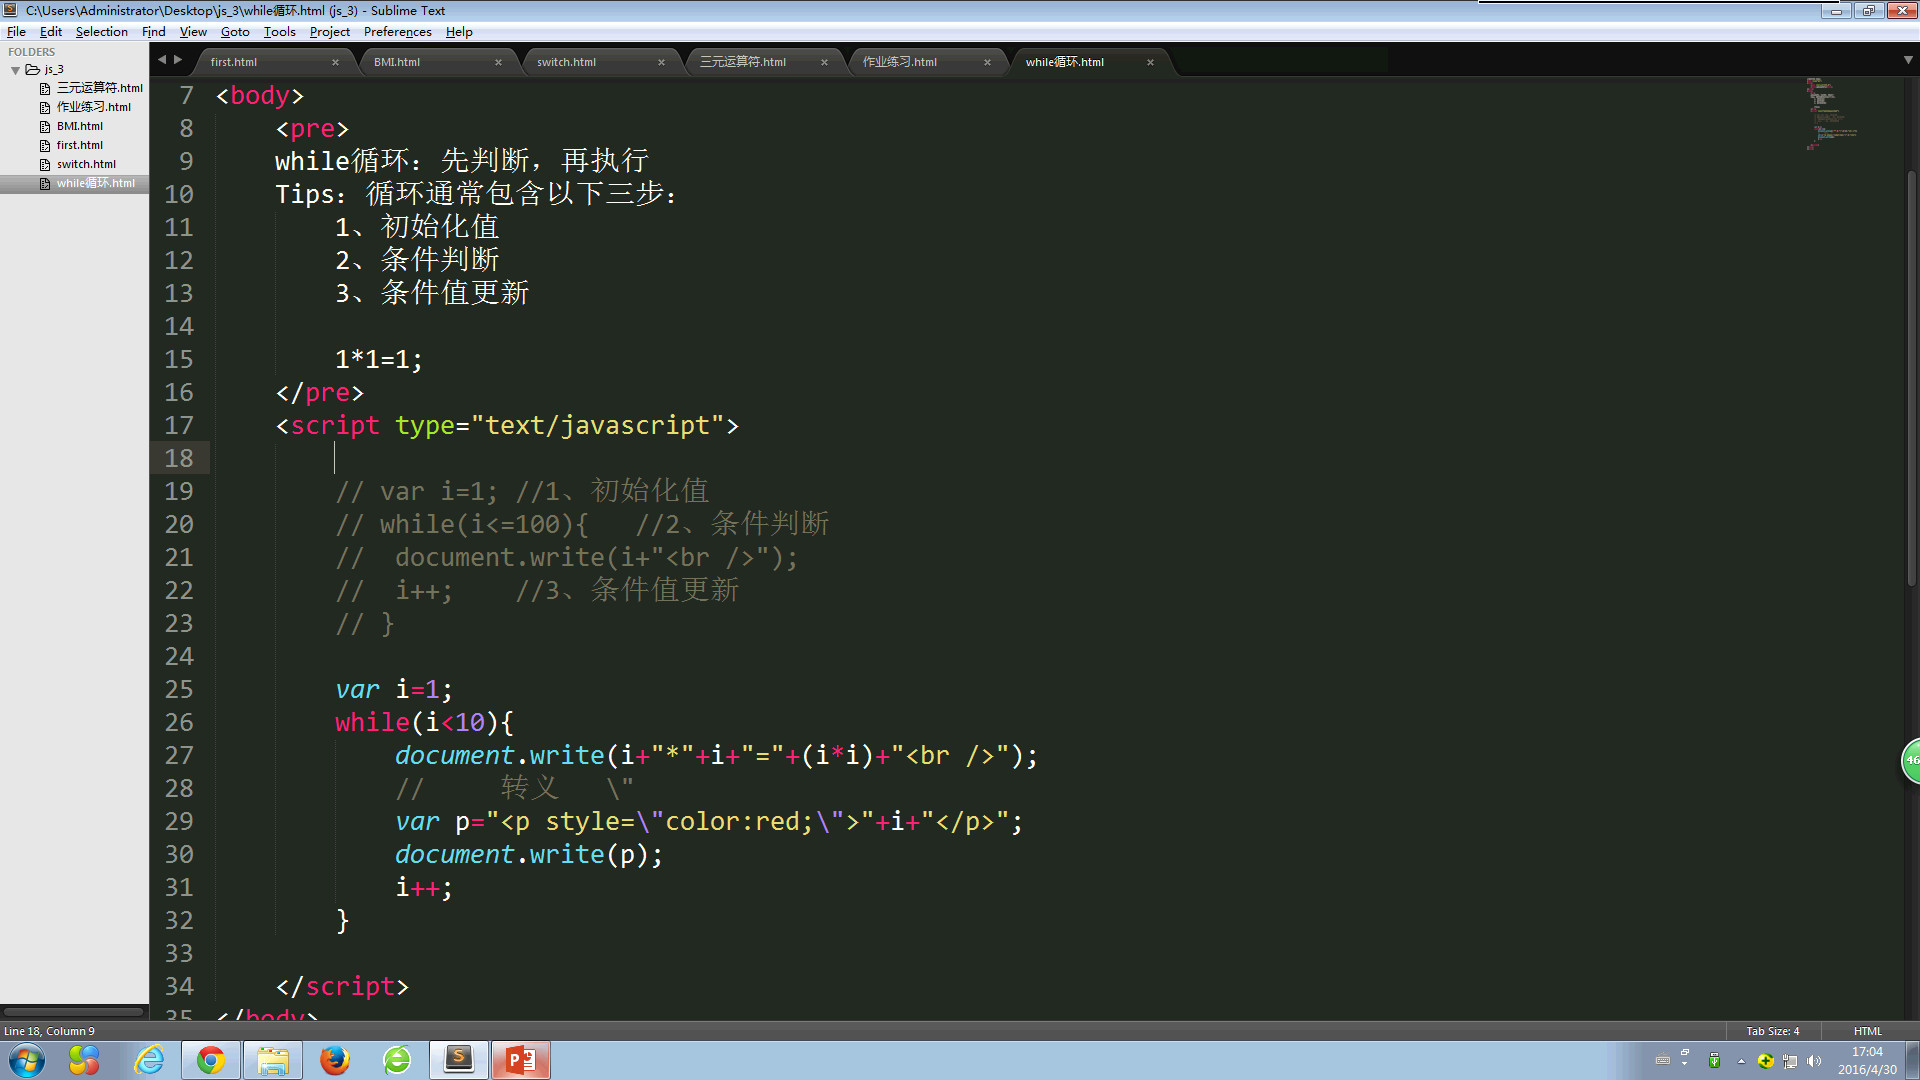 C:\Users\Administrator\Desktop\js_3\while循环.html (js_3) - Sublime Text
File Edit Selection Find View Goto Tools Project Preferences Help
FOLDERS
js_3
三元运算符.html
作业练习.html
BMI.html
first.html
switch.html
while循环.html
first.html × BMI.html × switch.html × 三元运算符.html × 作业练习.html × while循环.html ×
7 <body>
8 <pre>
9 while循环：先判断，再执行
10 Tips：循环通常包含以下三步：
11 1、初始化值
12 2、条件判断
13 3、条件值更新
14
15 1*1=1;
16 </pre>
17 <script type="text/javascript">
18
19 // var i=1; //1、初始化值
20 // while(i<=100){ //2、条件判断
21 // document.write(i+"<br />");
22 // i++; //3、条件值更新
23 // }
24
25 var i=1;
26 while(i<10){
27 document.write(i+"*"+i+"="+(i*i)+"<br />");
28 // 转义 \"
29 var p="<p style=\"color:red;\">"+i+"</p>";
30 document.write(p);
31 i++;
32 }
33
34 </script>
35 </body>
46
Line 18, Column 9
Tab Size: 4
HTML
17:04
2016/4/30